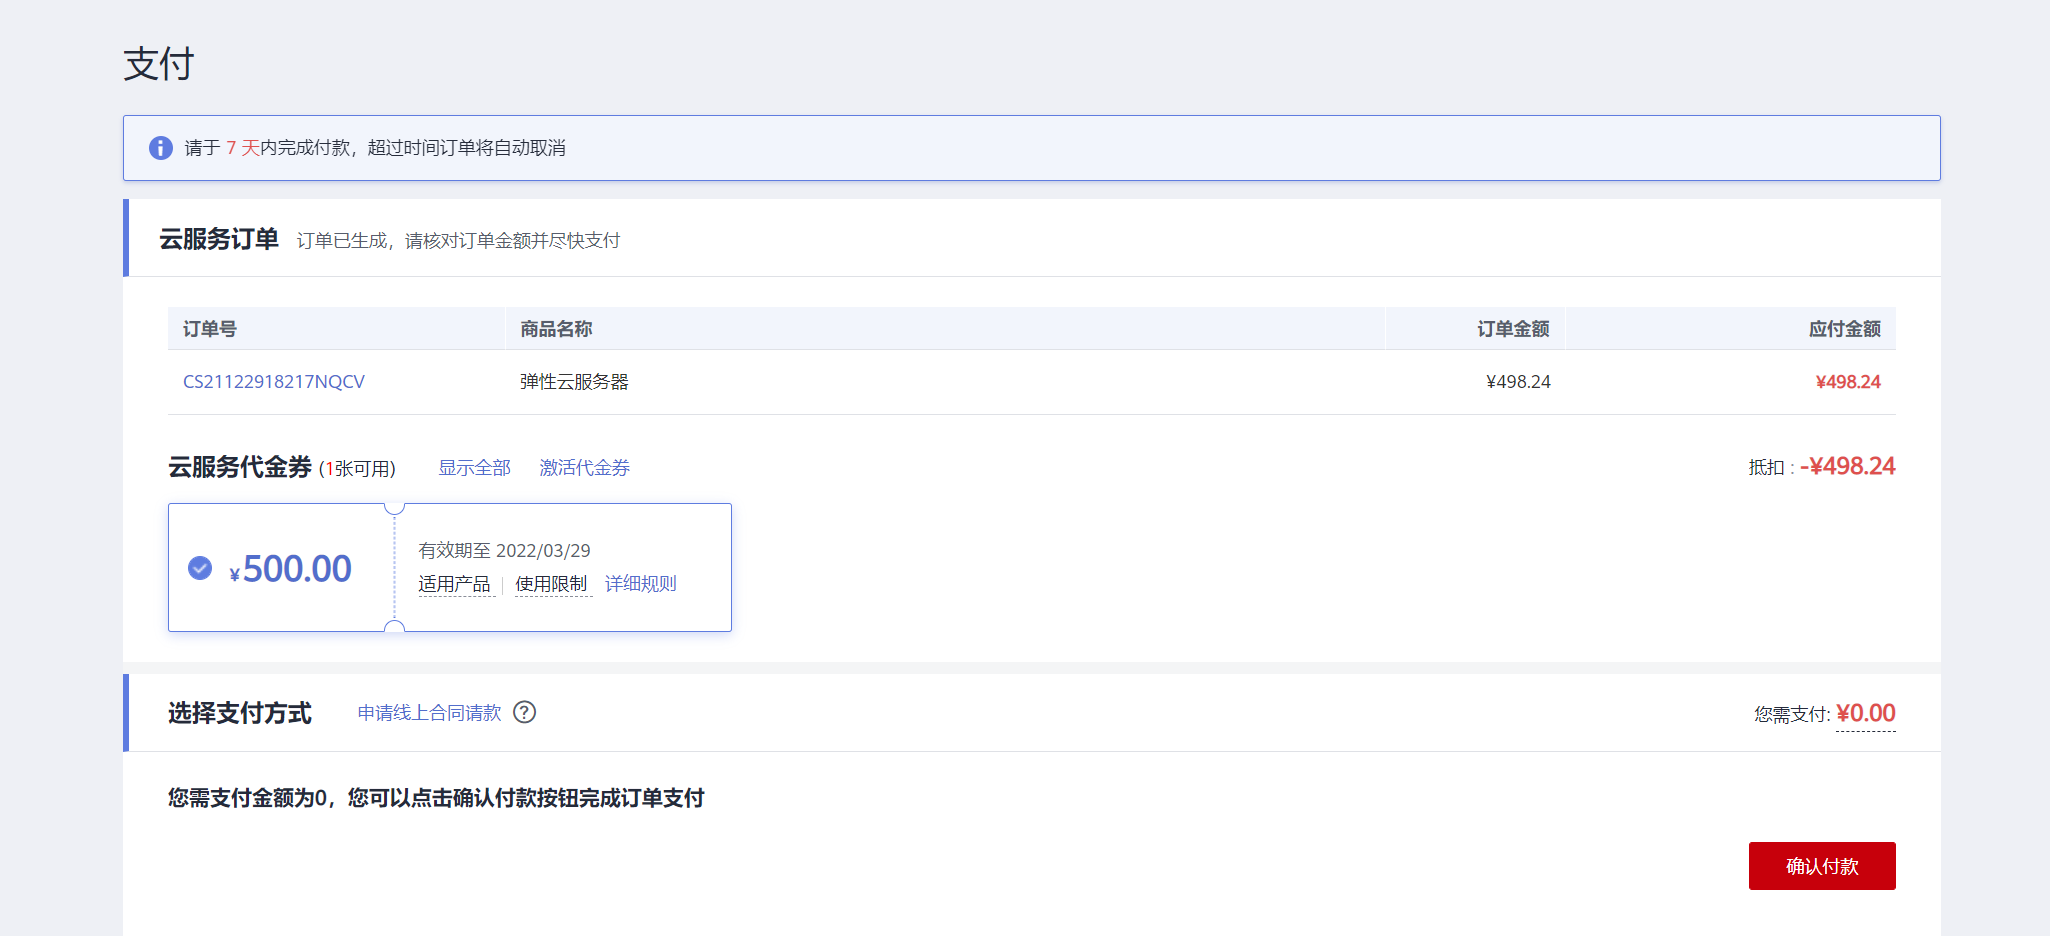 支付
请于 7 天内完成付款，超过时间订单将自动取消
云服务订单 订单已生成，请核对订单金额并尽快支付
订单号 商品名称 订单金额 应付金额
CS21122918217NQCV 弹性云服务器 ¥498.24 ¥498.24
云服务代金券 (1张可用) 显示全部 激活代金券 抵扣 : -¥498.24
¥500.00
有效期至 2022/03/29
适用产品 使用限制 详细规则
选择支付方式 申请线上合同请款 ? 您需支付: ¥0.00
您需支付金额为0，您可以点击确认付款按钮完成订单支付
确认付款